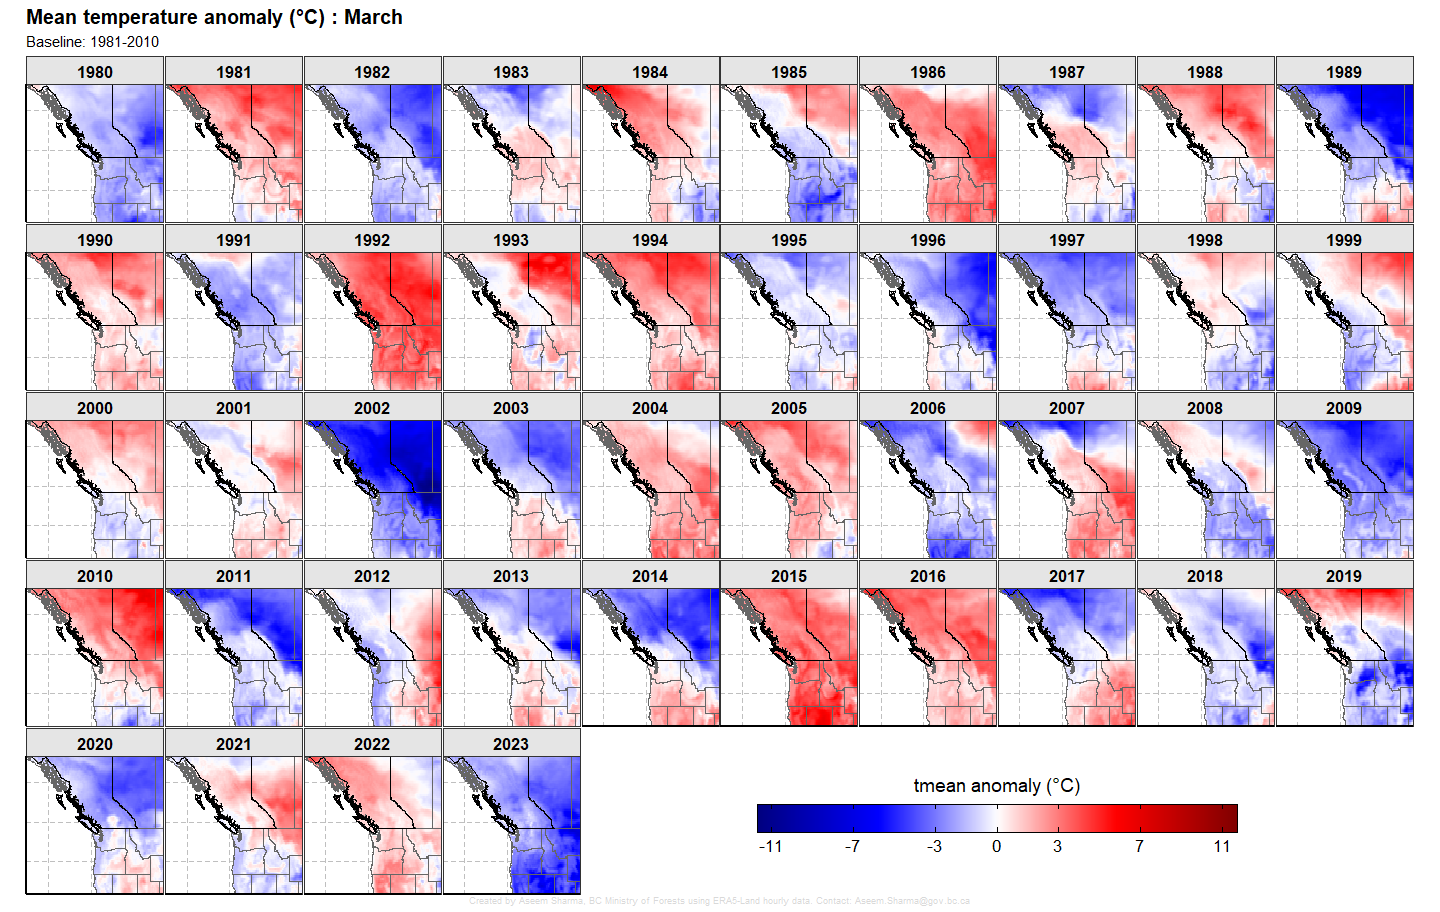 Mean temperature anomaly (°C) : March
Baseline: 1981-2010
1980 1981 1982 1983 1984 1985 1986 1987 1988 1989
1990 1991 1992 1993 1994 1995 1996 1997 1998 1999
2000 2001 2002 2003 2004 2005 2006 2007 2008 2009
2010 2011 2012 2013 2014 2015 2016 2017 2018 2019
2020 2021 2022 2023
tmean anomaly (°C)
-11 -7 -3 0 3 7 11
Created by Aseem Sharma, BC Ministry of Forests using ERA5-Land hourly data. Contact: Aseem.Sharma@gov.bc.ca